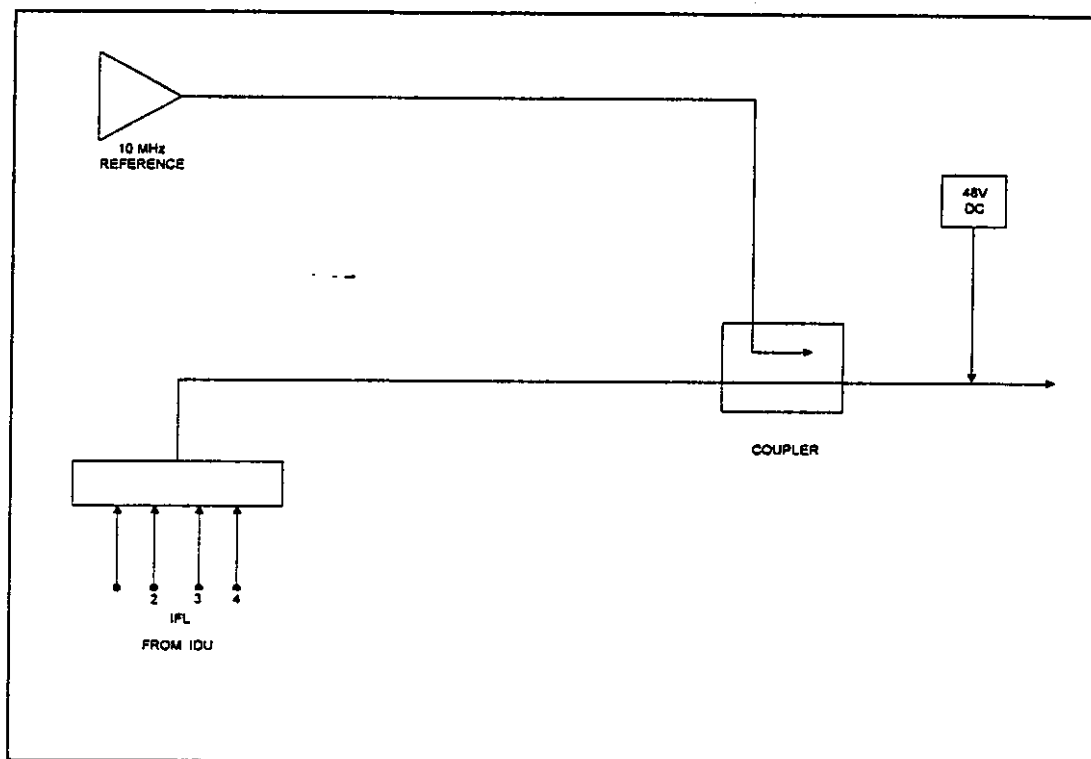 10 MHz
REFERENCE
48V
DC
COUPLER
2 3 4
IFL
FROM IDU